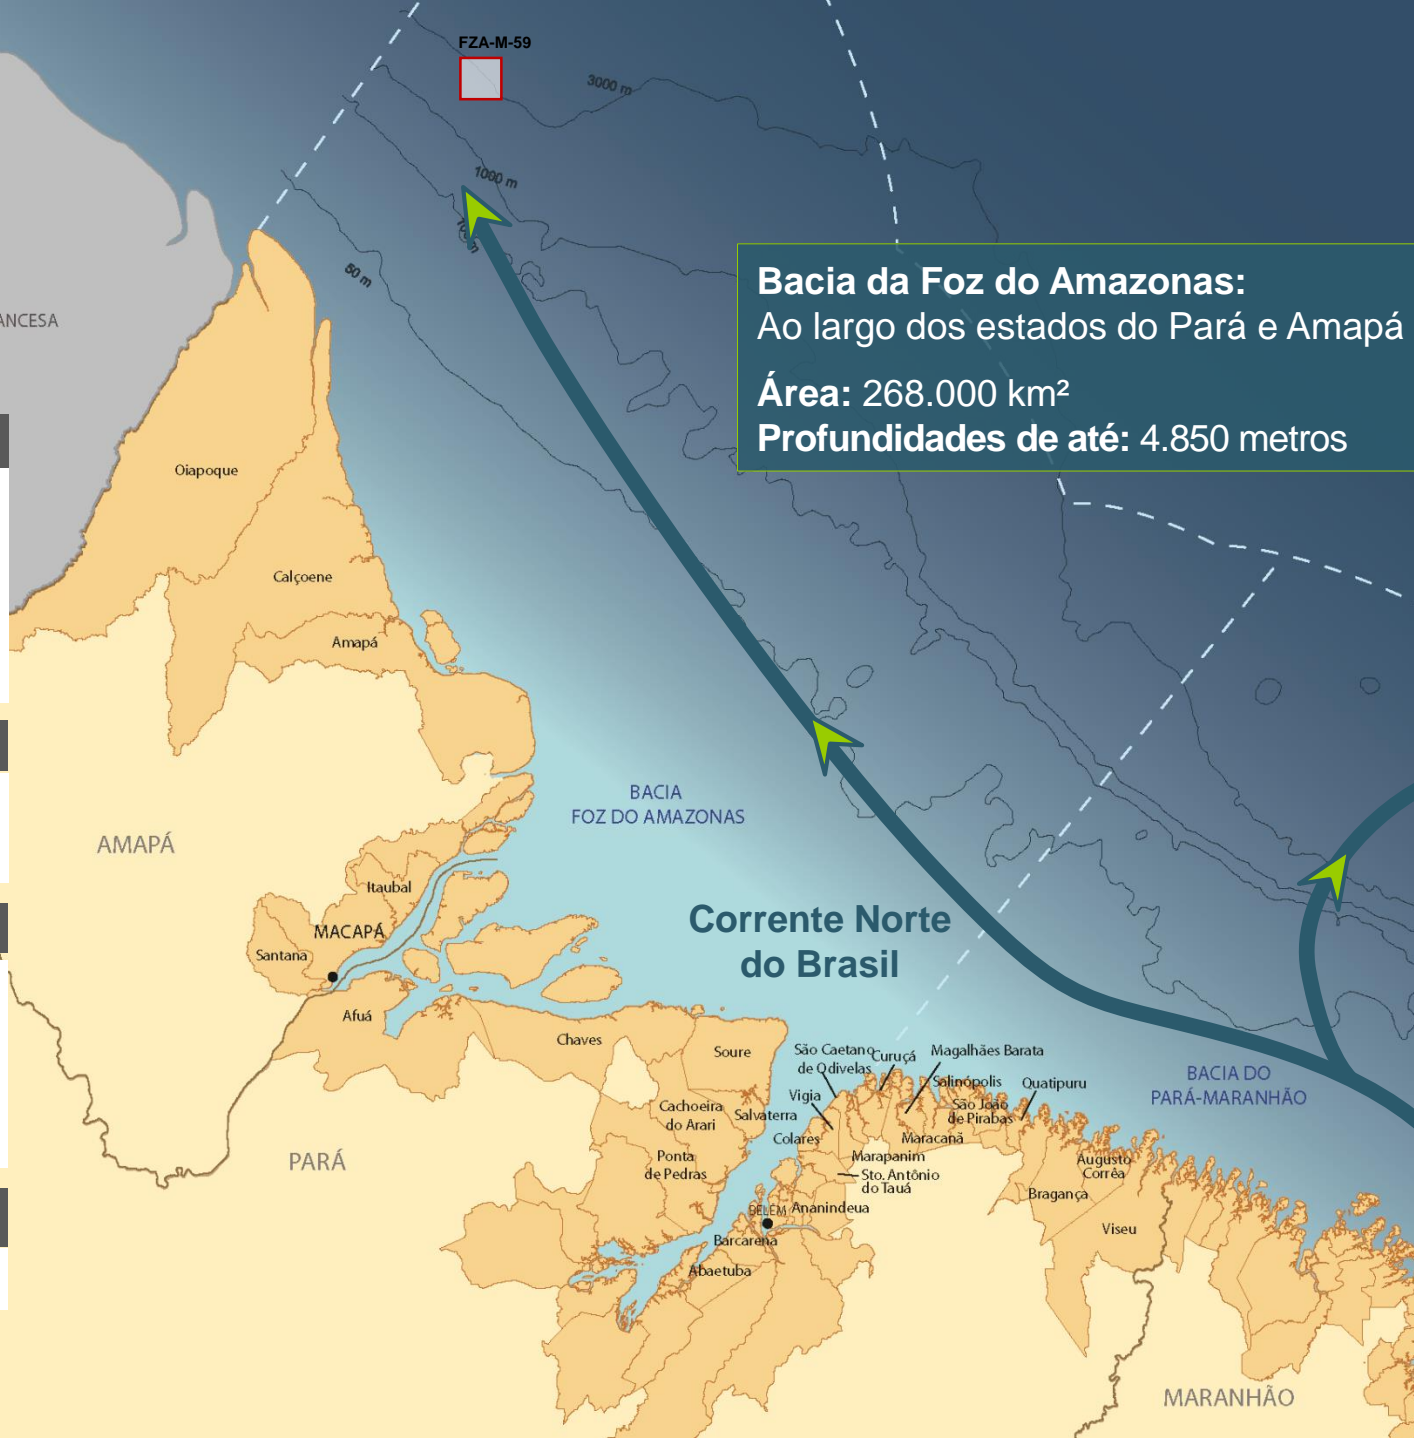 FZA-M-59
3000 m
1000 m
50 m
Bacia da Foz do Amazonas:
Ao largo dos estados do Pará e Amapá
Área: 268.000 km²
Profundidades de até: 4.850 metros
ANCESA
Oiapoque
Calçoene
Amapá
BACIA
FOZ DO AMAZONAS
AMAPÁ
Itaubal
MACAPÁ
Santana
Corrente Norte
do Brasil
Afuá
Chaves
Soure
São Caetano
de Odivelas
Curuçá
Magalhães Barata
Salinópolis
Quatipuru
Vigia
São João
de Pirabas
BACIA DO
PARÁ-MARANHÃO
Cachoeira
do Arari
Salvaterra
Colares
Maracanã
Marapanim
Ponta
de Pedras
Sto. Antônio
do Tauá
Augusto
Corrêa
PARÁ
Bragança
BELÉM
Ananindeua
Viseu
Barcarena
Abaetuba
MARANHÃO